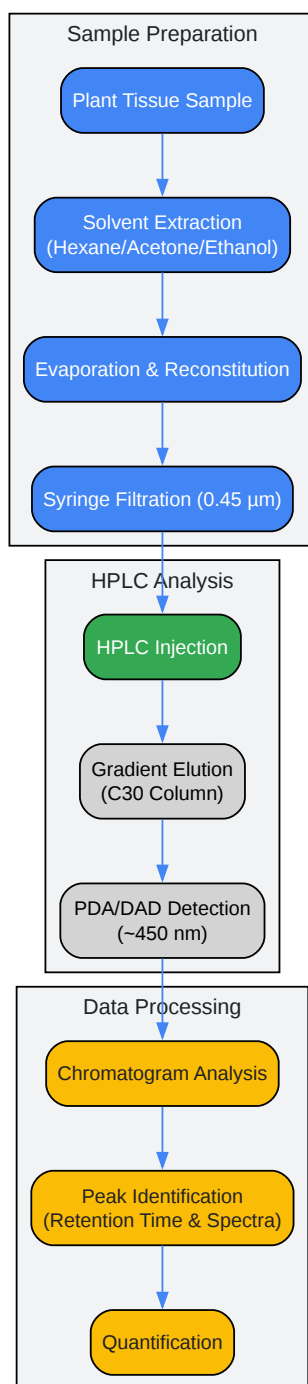 Sample Preparation
Plant Tissue Sample
Solvent Extraction
(Hexane/Acetone/Ethanol)
Evaporation & Reconstitution
Syringe Filtration (0.45 µm)
HPLC Analysis
HPLC Injection
Gradient Elution
(C30 Column)
PDA/DAD Detection
(~450 nm)
Data Processing
Chromatogram Analysis
Peak Identification
(Retention Time & Spectra)
Quantification